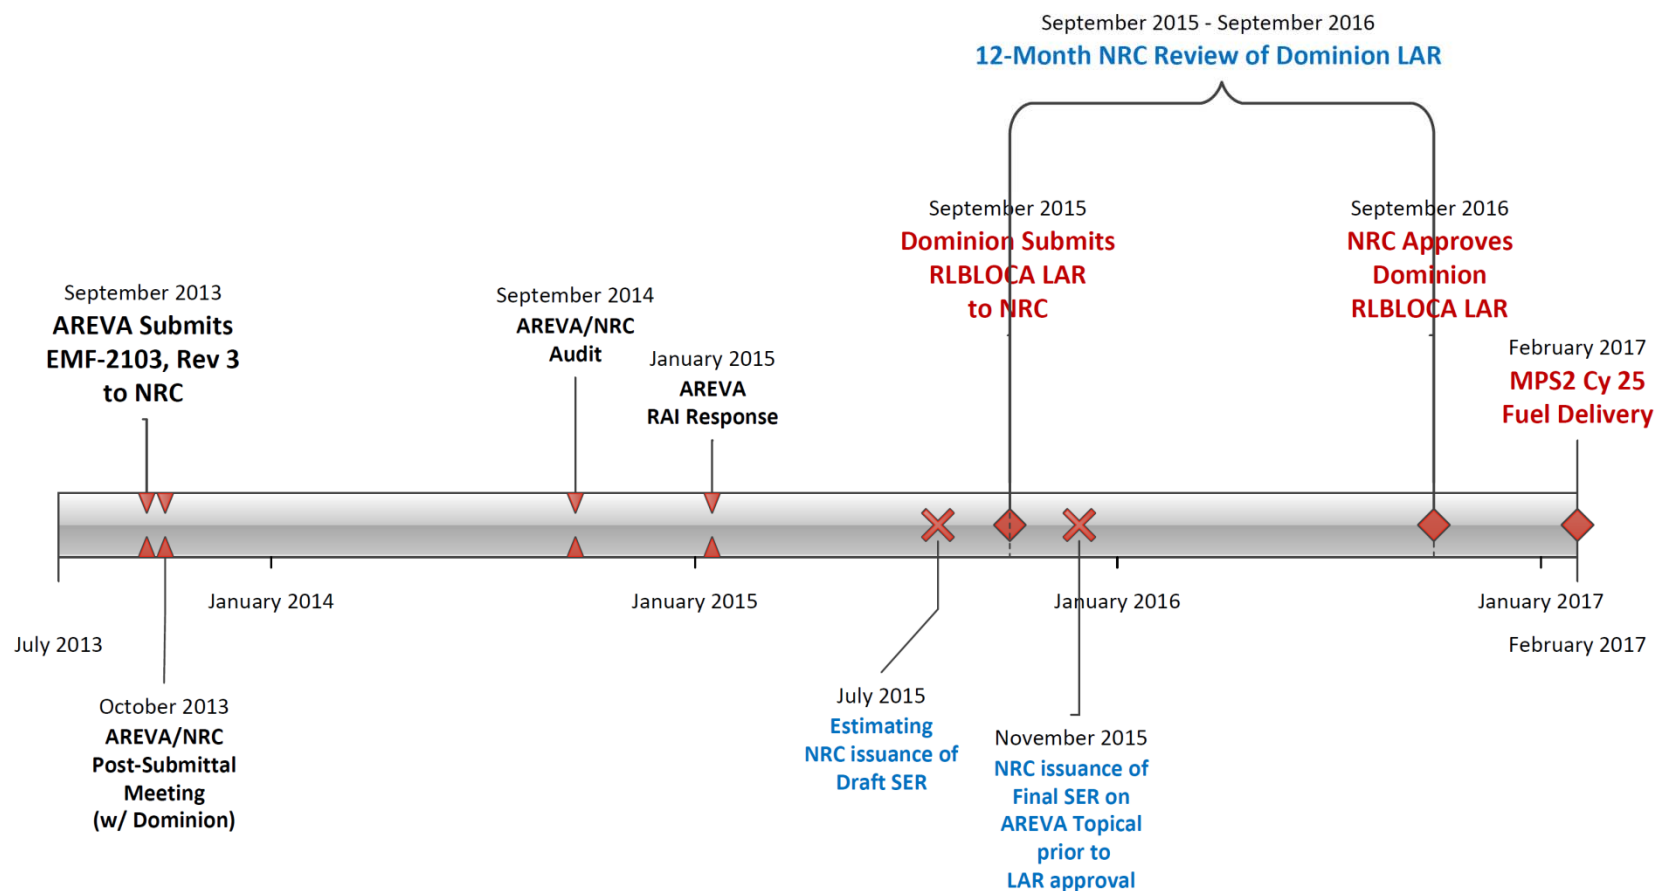 September 2015 - September 2016
12-Month NRC Review of Dominion LAR
September 2015
Dominion Submits
RLBLOCA LAR
to NRC
September 2016
NRC Approves
Dominion
RLBLOCA LAR
September 2013
AREVA Submits
EMF-2103, Rev 3
to NRC
September 2014
AREVA/NRC
Audit
January 2015
AREVA
RAI Response
February 2017
MPS2 Cy 25
Fuel Delivery
January 2014
January 2015
January 2016
January 2017
July 2013
February 2017
October 2013
AREVA/NRC
Post-Submittal
Meeting
(w/ Dominion)
July 2015
Estimating
NRC issuance of
Draft SER
November 2015
NRC issuance of
Final SER on
AREVA Topical
prior to
LAR approval